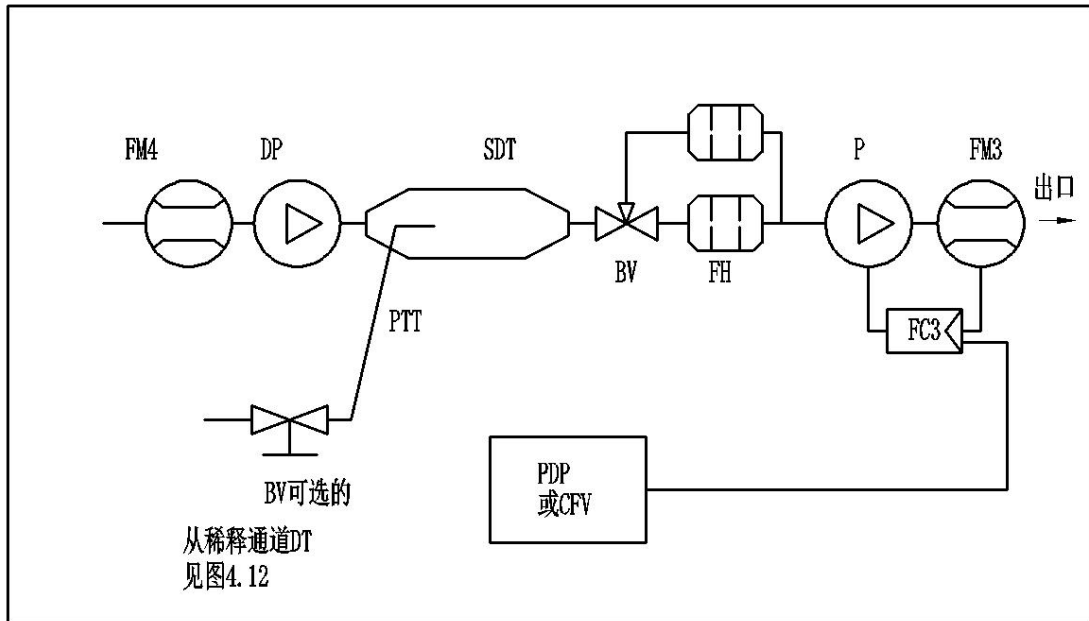 FM4
DP
SDT
P
FM3
出口
BV
FH
PTT
FC3
BV可选的
PDP
或CFV
从稀释通道DT
见图4.12